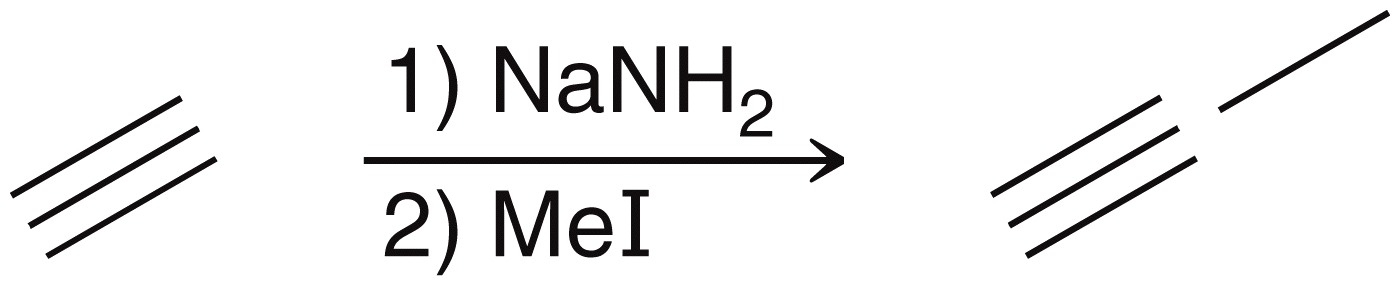 1) NaNH₂
2) MeI